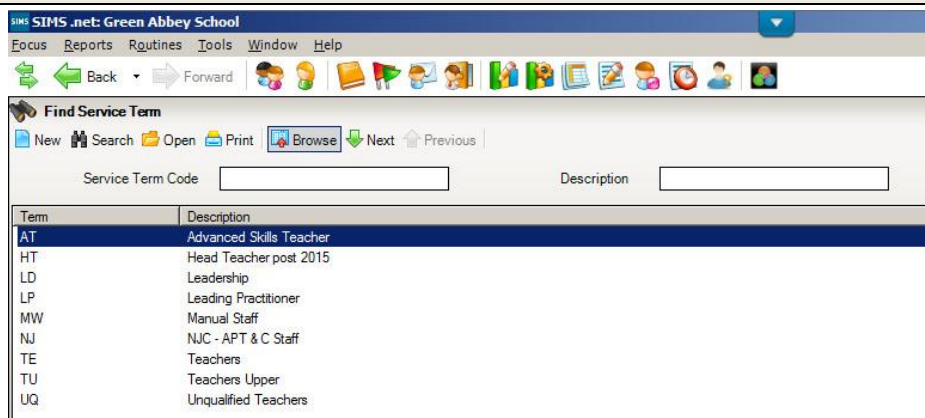 SIMS SIMS .net: Green Abbey School
Focus Reports Routines Tools Window Help
Back Forward
Find Service Term
New Search Open Print Browse Next Previous
Service Term Code Description
Term Description
AT Advanced Skills Teacher
HT Head Teacher post 2015
LD Leadership
LP Leading Practitioner
MW Manual Staff
NJ NJC - APT & C Staff
TE Teachers
TU Teachers Upper
UQ Unqualified Teachers